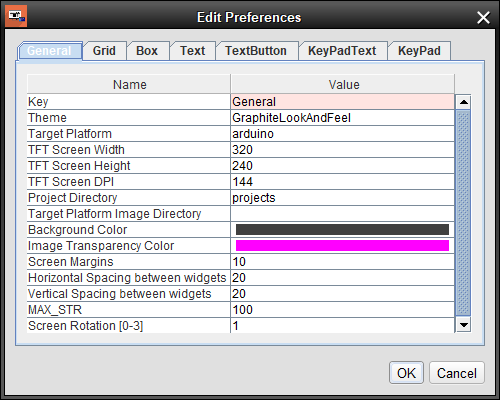 Edit Preferences
General Grid Box Text TextButton KeyPadText KeyPad
Name Value
Key General
Theme GraphiteLookAndFeel
Target Platform arduino
TFT Screen Width 320
TFT Screen Height 240
TFT Screen DPI 144
Project Directory projects
Target Platform Image Directory
Background Color
Image Transparency Color
Screen Margins 10
Horizontal Spacing between widgets 20
Vertical Spacing between widgets 20
MAX_STR 100
Screen Rotation [0-3] 1
OK Cancel